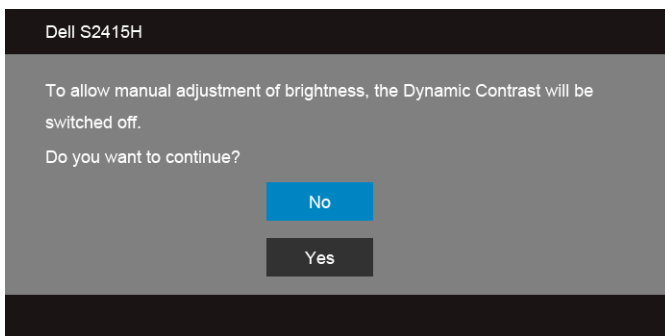 Dell S2415H
To allow manual adjustment of brightness, the Dynamic Contrast will be
switched off.
Do you want to continue?
No
Yes